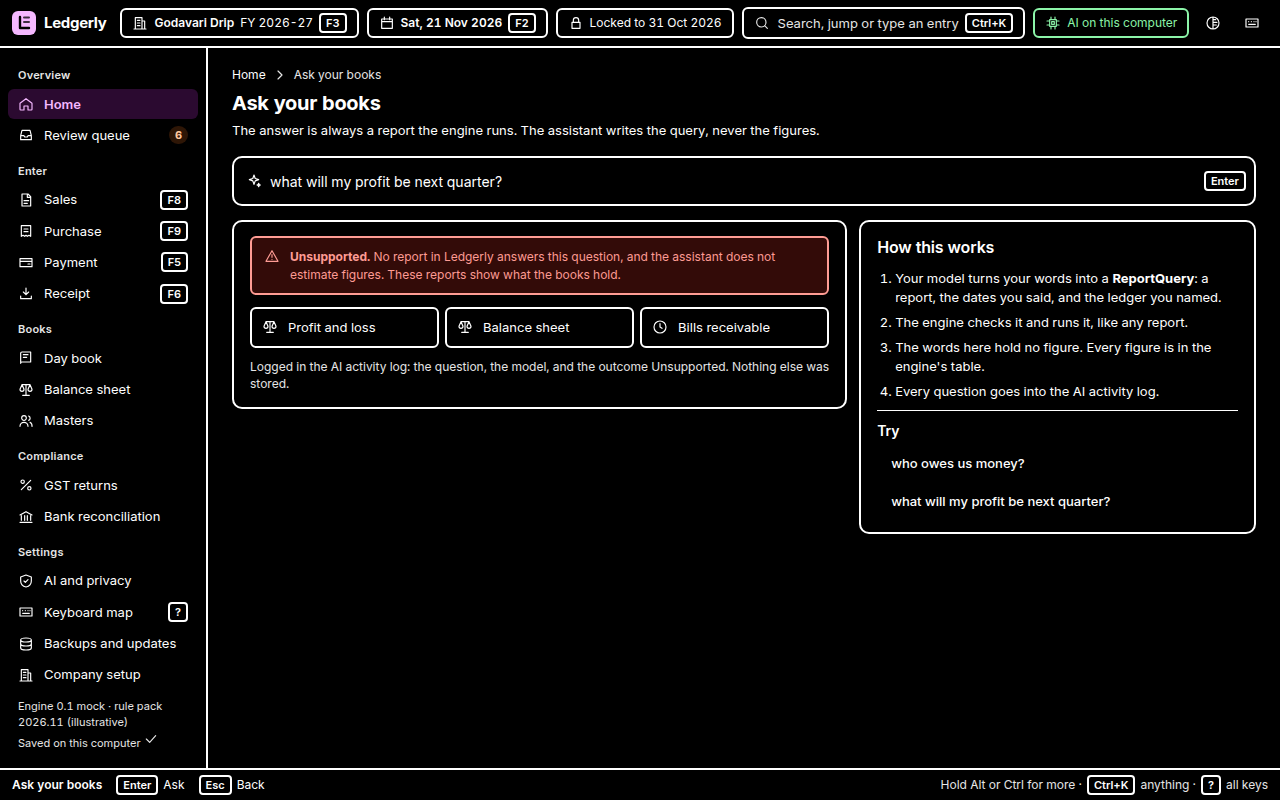 Ledgerly
Godavari Drip FY 2026-27 F3
Sat, 21 Nov 2026 F2
Locked to 31 Oct 2026
Search, jump or type an entry Ctrl+K
AI on this computer
Overview
Home
Review queue 6
Enter
Sales F8
Purchase F9
Payment F5
Receipt F6
Books
Day book
Balance sheet
Masters
Compliance
GST returns
Bank reconciliation
Settings
AI and privacy
Keyboard map ?
Backups and updates
Company setup
Engine 0.1 mock · rule pack
2026.11 (illustrative)
Saved on this computer
Home > Ask your books
Ask your books
The answer is always a report the engine runs. The assistant writes the query, never the figures.
what will my profit be next quarter? Enter
Unsupported. No report in Ledgerly answers this question, and the assistant does not
estimate figures. These reports show what the books hold.
Profit and loss
Balance sheet
Bills receivable
Logged in the AI activity log: the question, the model, and the outcome Unsupported. Nothing else was
stored.
How this works
1. Your model turns your words into a ReportQuery: a
report, the dates you said, and the ledger you named.
2. The engine checks it and runs it, like any report.
3. The words here hold no figure. Every figure is in the
engine's table.
4. Every question goes into the AI activity log.
Try
who owes us money?
what will my profit be next quarter?
Ask your books Enter Ask Esc Back
Hold Alt or Ctrl for more · Ctrl+K anything · ? all keys